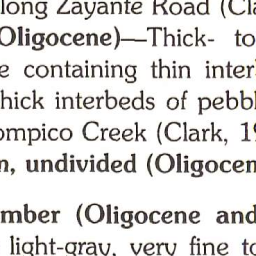 long Zayante Road (Cla
Oligocene)—Thick- to
e containing thin inter
hick interbeds of pebbl
ompico Creek (Clark, 19
n, undivided (Oligocen
mber (Oligocene and
light-gray, very fine to